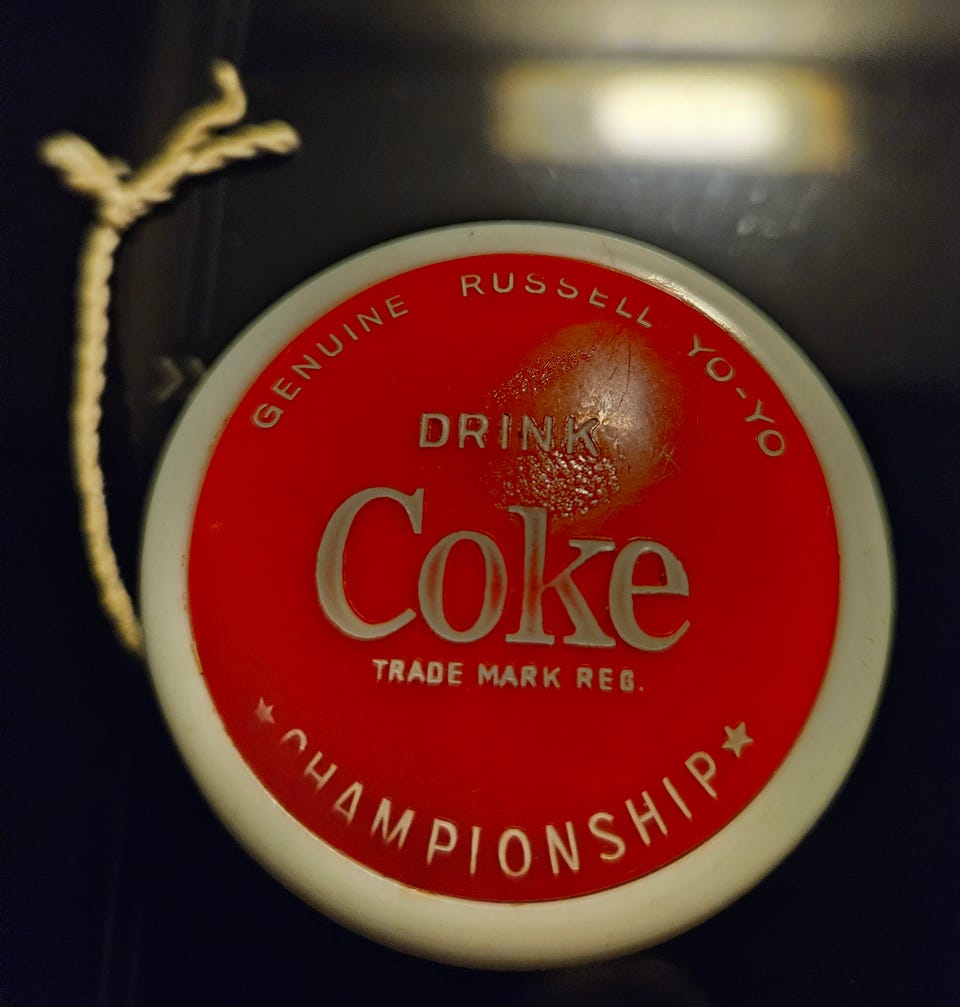 GENUINE RUSSELL YO-YO
DRINK
Coke
TRADE MARK REG.
★ CHAMPIONSHIP ★